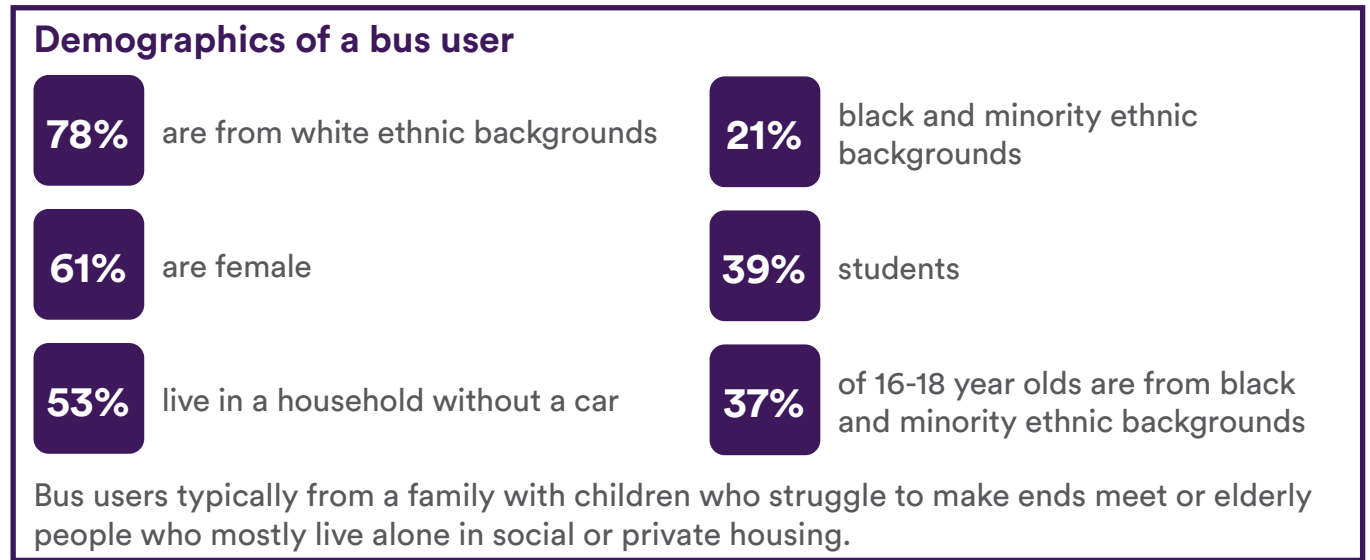 Demographics of a bus user
78%
are from white ethnic backgrounds
21%
black and minority ethnic
backgrounds
61%
are female
39%
students
53%
live in a household without a car
37%
of 16-18 year olds are from black
and minority ethnic backgrounds
Bus users typically from a family with children who struggle to make ends meet or elderly
people who mostly live alone in social or private housing.